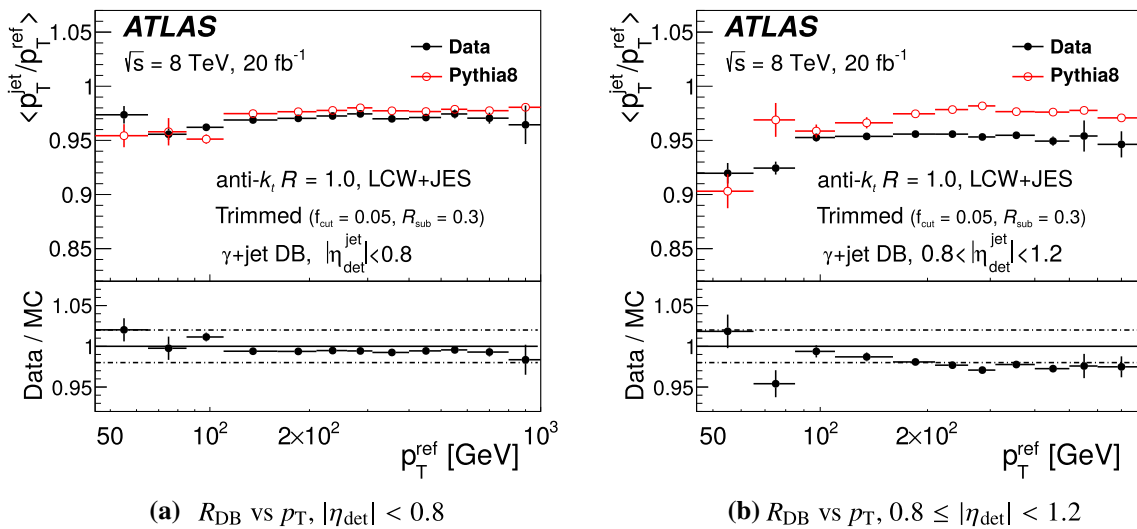 ATLAS
√s = 8 TeV, 20 fb⁻¹
Data
Pythia8
<p_T^jet/p_T^ref>
1.05
1
0.95
0.9
0.85
anti-k_t R = 1.0, LCW+JES
Trimmed (f_cut = 0.05, R_sub = 0.3)
γ+jet DB, |η_det^jet|<0.8
Data / MC
1.05
1
0.95
50 10² 2×10² 10³
p_T^ref [GeV]
(a) R_DB vs p_T, |η_det| < 0.8
ATLAS
√s = 8 TeV, 20 fb⁻¹
Data
Pythia8
<p_T^jet/p_T^ref>
1.05
1
0.95
0.9
0.85
anti-k_t R = 1.0, LCW+JES
Trimmed (f_cut = 0.05, R_sub = 0.3)
γ+jet DB, 0.8<|η_det^jet|<1.2
Data / MC
1.05
1
0.95
50 10² 2×10²
p_T^ref [GeV]
(b) R_DB vs p_T, 0.8 ≤ |η_det| < 1.2